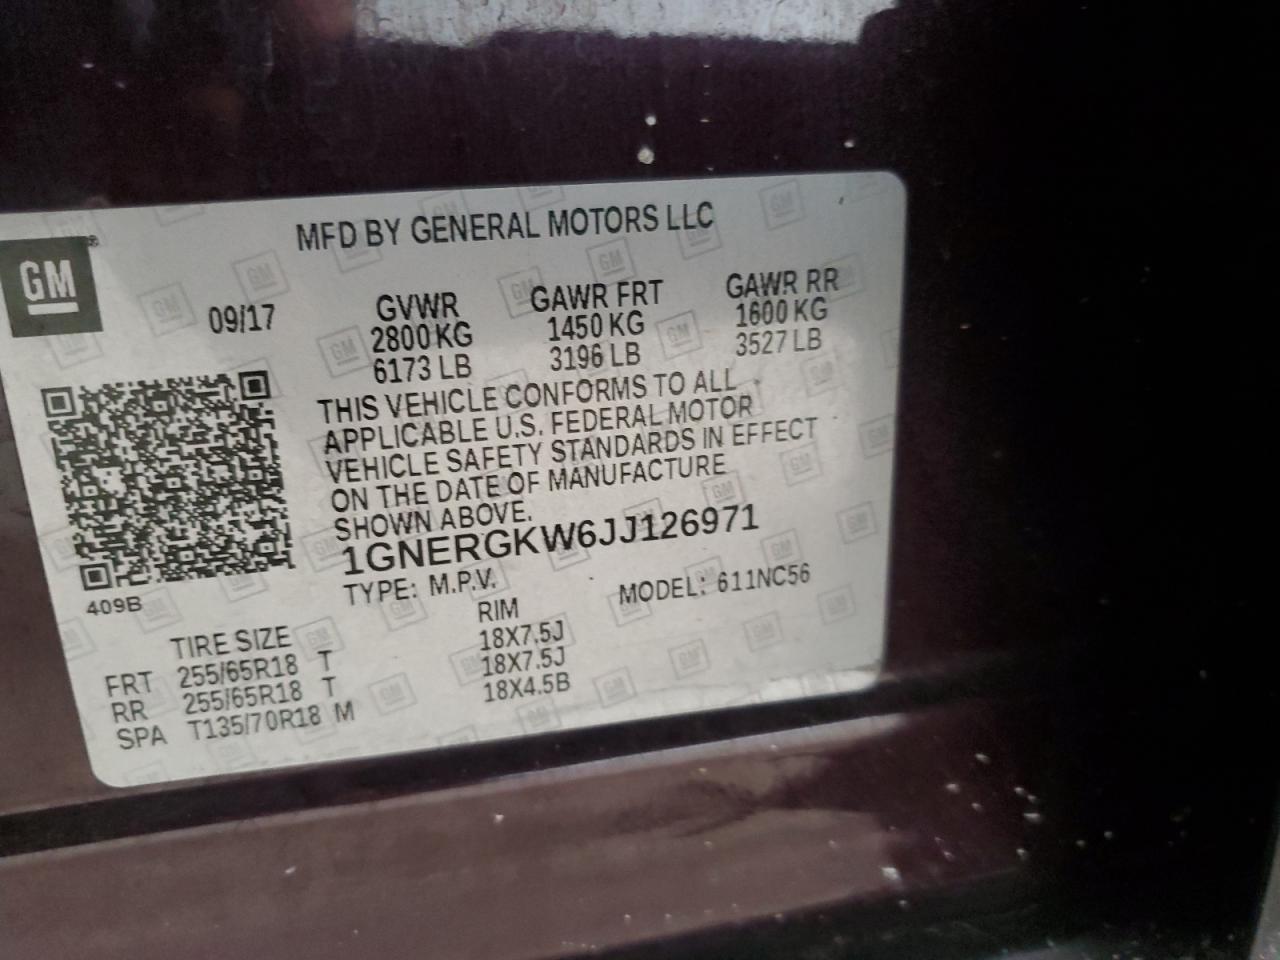 MFD BY GENERAL MOTORS LLC
GM®
09/17
GVWR GAWR FRT GAWR RR
2800 KG 1450 KG 1600 KG
6173 LB 3196 LB 3527 LB
THIS VEHICLE CONFORMS TO ALL
APPLICABLE U.S. FEDERAL MOTOR
VEHICLE SAFETY STANDARDS IN EFFECT
ON THE DATE OF MANUFACTURE
SHOWN ABOVE.
1GNERGKW6JJ126971
TYPE: M.P.V. MODEL: 611NC56
409B
TIRE SIZE RIM
FRT 255/65R18 T 18X7.5J
RR 255/65R18 T 18X7.5J
SPA T135/70R18 M 18X4.5B